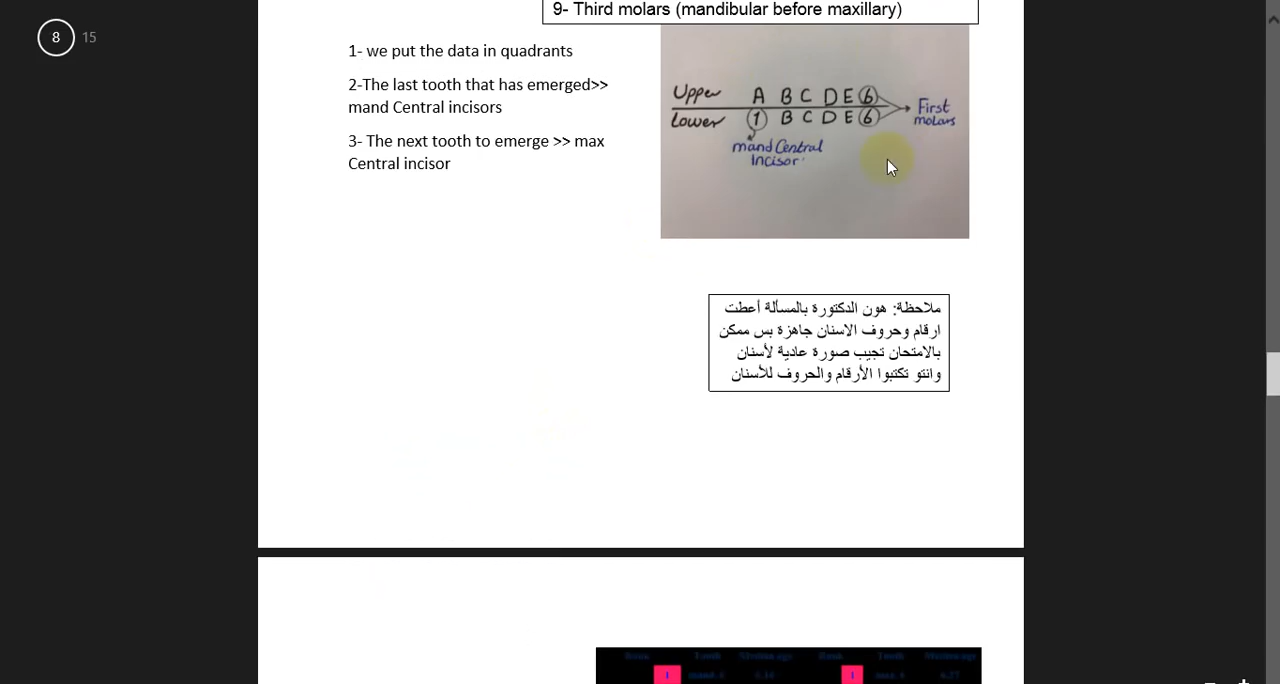 8 15
9- Third molars (mandibular before maxillary)
1- we put the data in quadrants
2-The last tooth that has emerged>>
mand Central incisors
3- The next tooth to emerge >> max
Central incisor
Upper A B C D E 6
Lower 1 B C D E 6
First
molars
mand Central
Incisor
ملاحظة: هون الدكتورة بالمسألة أعطت
ارقام وحروف الاسنان جاهزة بس ممكن
بالامتحان تجيب صورة عادية لأسنان
وانتو تكتبوا الأرقام والحروف للأسنان
1 1